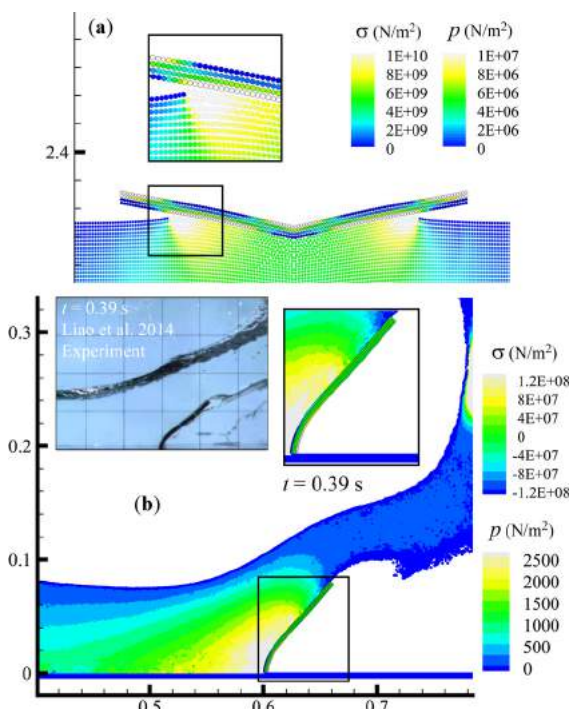 (a)
σ p
(N/m²) (N/m²)
1E+10 1E+07
8E+09 8E+06
6E+09 6E+06
4E+09 4E+06
2E+09 2E+06
2.4
t = 0.39 s
Liao et al. 2014
Experiment
0.3
σ
(N/m²)
1.2E+08
8E+07
4E+07
0
-4E+07
-8E+07
-1.2E+08
t = 0.39 s
0.2
(b)
p
(N/m²)
2500
2000
1500
1000
500
0
0.1
0
0.5 0.6 0.7